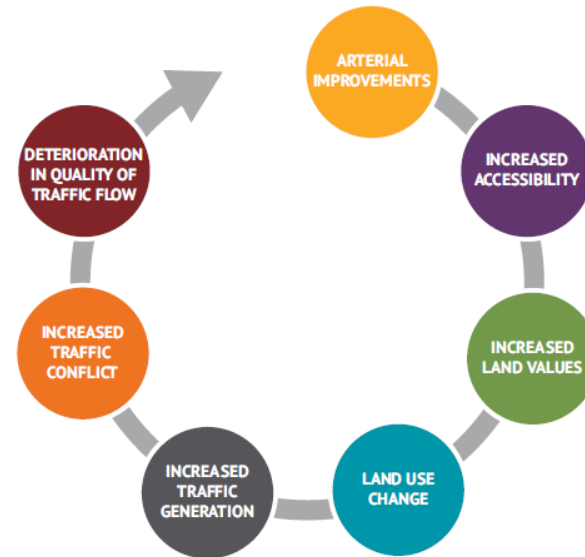 ARTERIAL
IMPROVEMENTS
INCREASED
ACCESSIBILITY
INCREASED
LAND VALUES
LAND USE
CHANGE
INCREASED
TRAFFIC
GENERATION
INCREASED
TRAFFIC
CONFLICT
DETERIORATION
IN QUALITY OF
TRAFFIC FLOW